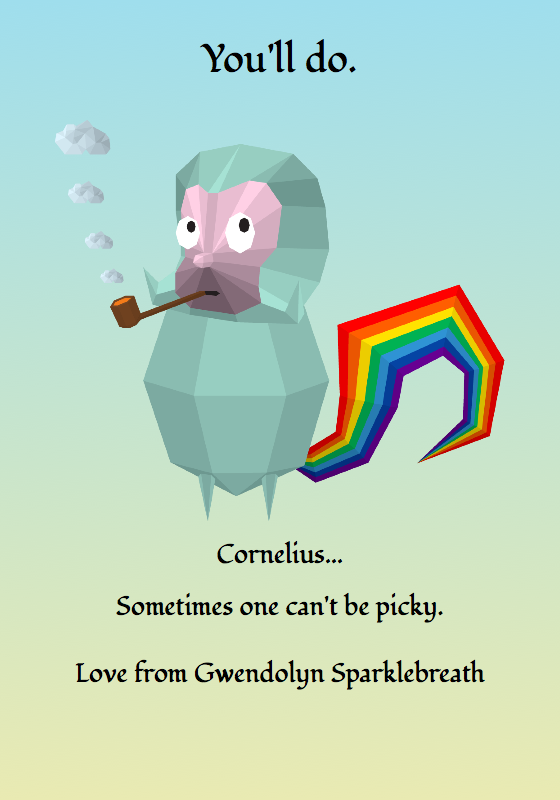 You'll do.
Cornelius...
Sometimes one can't be picky.
Love from Gwendolyn Sparklebreath